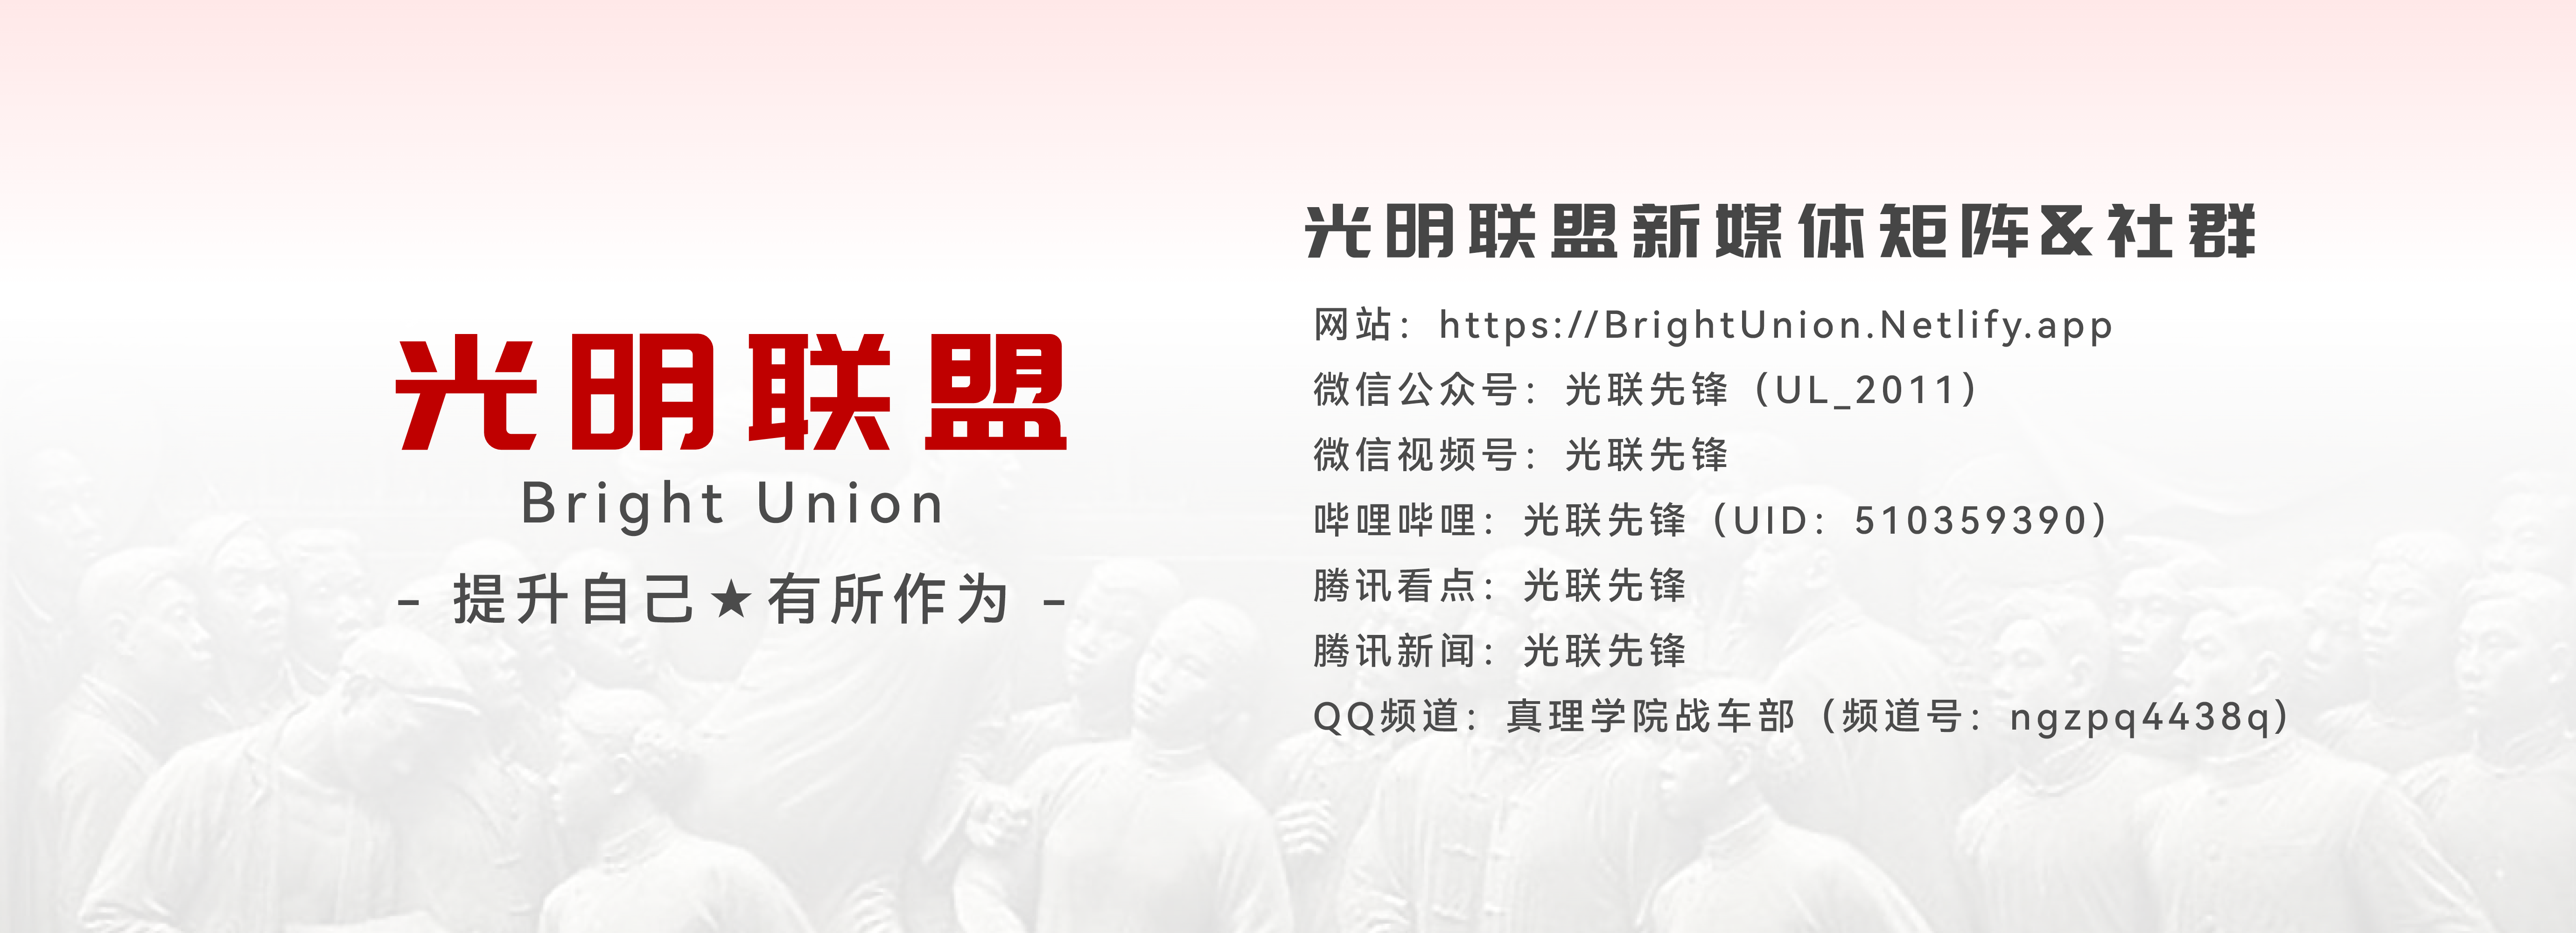 光明联盟
Bright Union
- 提升自己★有所作为 -
光明联盟新媒体矩阵&社群
网站：https://BrightUnion.Netlify.app
微信公众号：光联先锋（UL_2011）
微信视频号：光联先锋
哔哩哔哩：光联先锋（UID：510359390）
腾讯看点：光联先锋
腾讯新闻：光联先锋
QQ频道：真理学院战车部（频道号：ngzpq4438q）